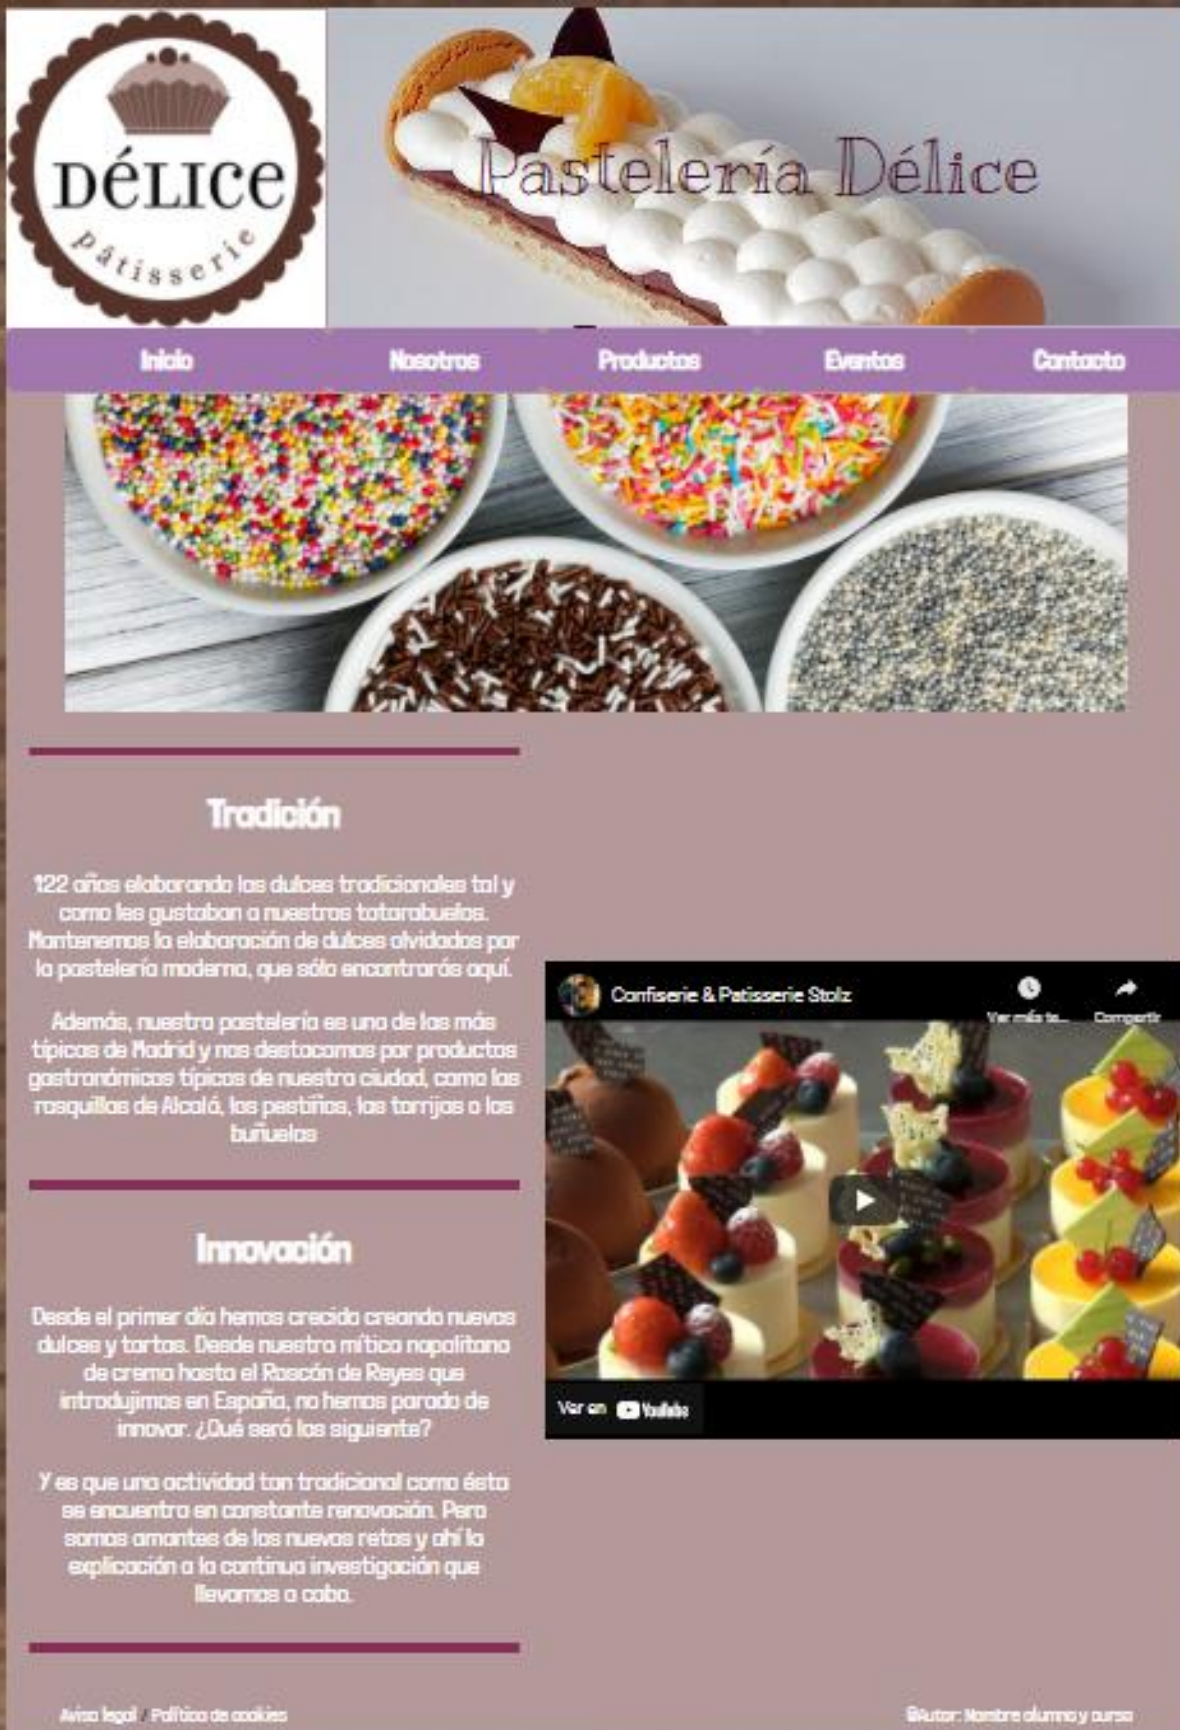 DÉLICE
pâtisserie
Pastelería Délice
Inicio Nosotros Productos Eventos Contacto
Tradición
122 años elaborando los dulces tradicionales tal y
como les gustaban a nuestros tatarabuelos.
Mantenemos la elaboración de dulces olvidados por
la pastelería moderna, que sólo encontrarás aquí.
Además, nuestra pastelería es una de las más
típicas de Madrid y nos destacamos por productos
gastronómicos típicos de nuestra ciudad, como las
rosquillas de Alcalá, los pestiños, las torrijas o los
buñuelos
Confiserie & Patisserie Stolz
Ver más ta...
Compartir
Ver en YouTube
Innovación
Desde el primer día hemos crecido creando nuevos
dulces y tartas. Desde nuestra mítica napolitana
de crema hasta el Roscón de Reyes que
introdujimos en España, no hemos parado de
innovar. ¿Qué será los siguiente?
Y es que una actividad tan tradicional como ésta
se encuentra en constante renovación. Pero
somos amantes de los nuevos retos y ahí la
explicación a la continua investigación que
llevamos a cabo.
Aviso legal / Política de cookies
©Autor: Nombre alumno y curso